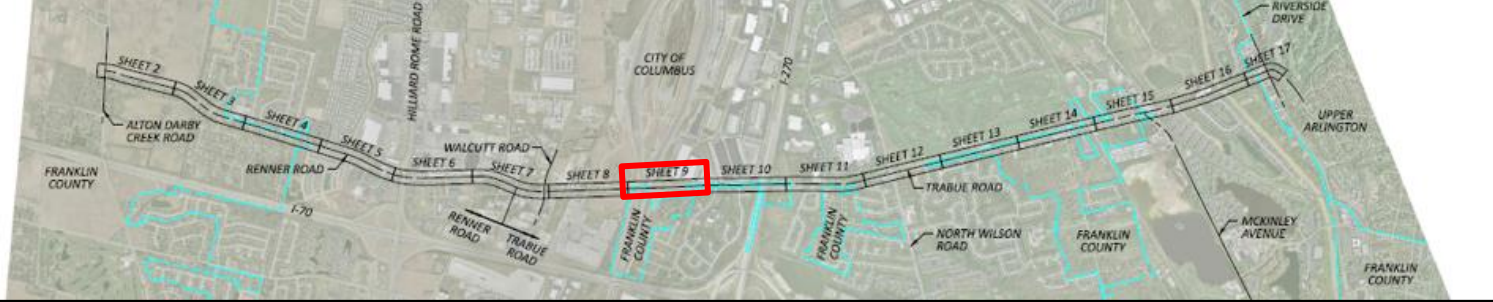 RIVERSIDE
DRIVE
HILLIARD ROME ROAD
CITY OF
COLUMBUS
I-270
SHEET 2
SHEET 3
SHEET 4
SHEET 5
SHEET 6
SHEET 7
SHEET 8
SHEET 9
SHEET 10
SHEET 11
SHEET 12
SHEET 13
SHEET 14
SHEET 15
SHEET 16
SHEET 17
ALTON DARBY
CREEK ROAD
WALCUTT ROAD
UPPER
ARLINGTON
FRANKLIN
COUNTY
RENNER ROAD
TRABUE ROAD
I-70
RENNER
ROAD
TRABUE
ROAD
FRANKLIN
COUNTY
FRANKLIN
COUNTY
NORTH WILSON
ROAD
FRANKLIN
COUNTY
MCKINLEY
AVENUE
FRANKLIN
COUNTY